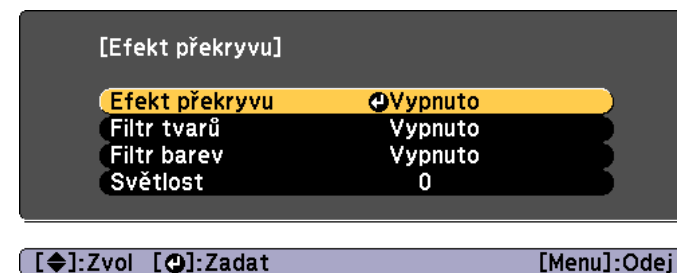 [Efekt překryvu]
Efekt překryvu Vypnuto
Filtr tvarů Vypnuto
Filtr barev Vypnuto
Světlost 0
[◆]:Zvol [↵]:Zadat [Menu]:Odej